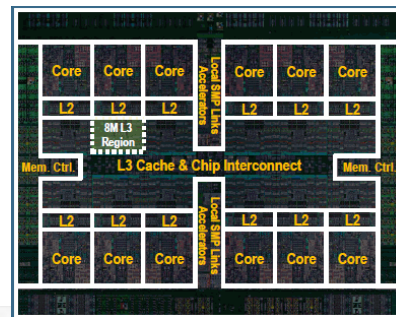 Core Core Core Local SMP Links Accelerators Core Core Core
L2 L2 L2 L2 L2 L2
8M L3
Region
Mem. Ctrl. L3 Cache & Chip Interconnect Mem. Ctrl.
L2 L2 L2 Local SMP Links Accelerators L2 L2 L2
Core Core Core Core Core Core